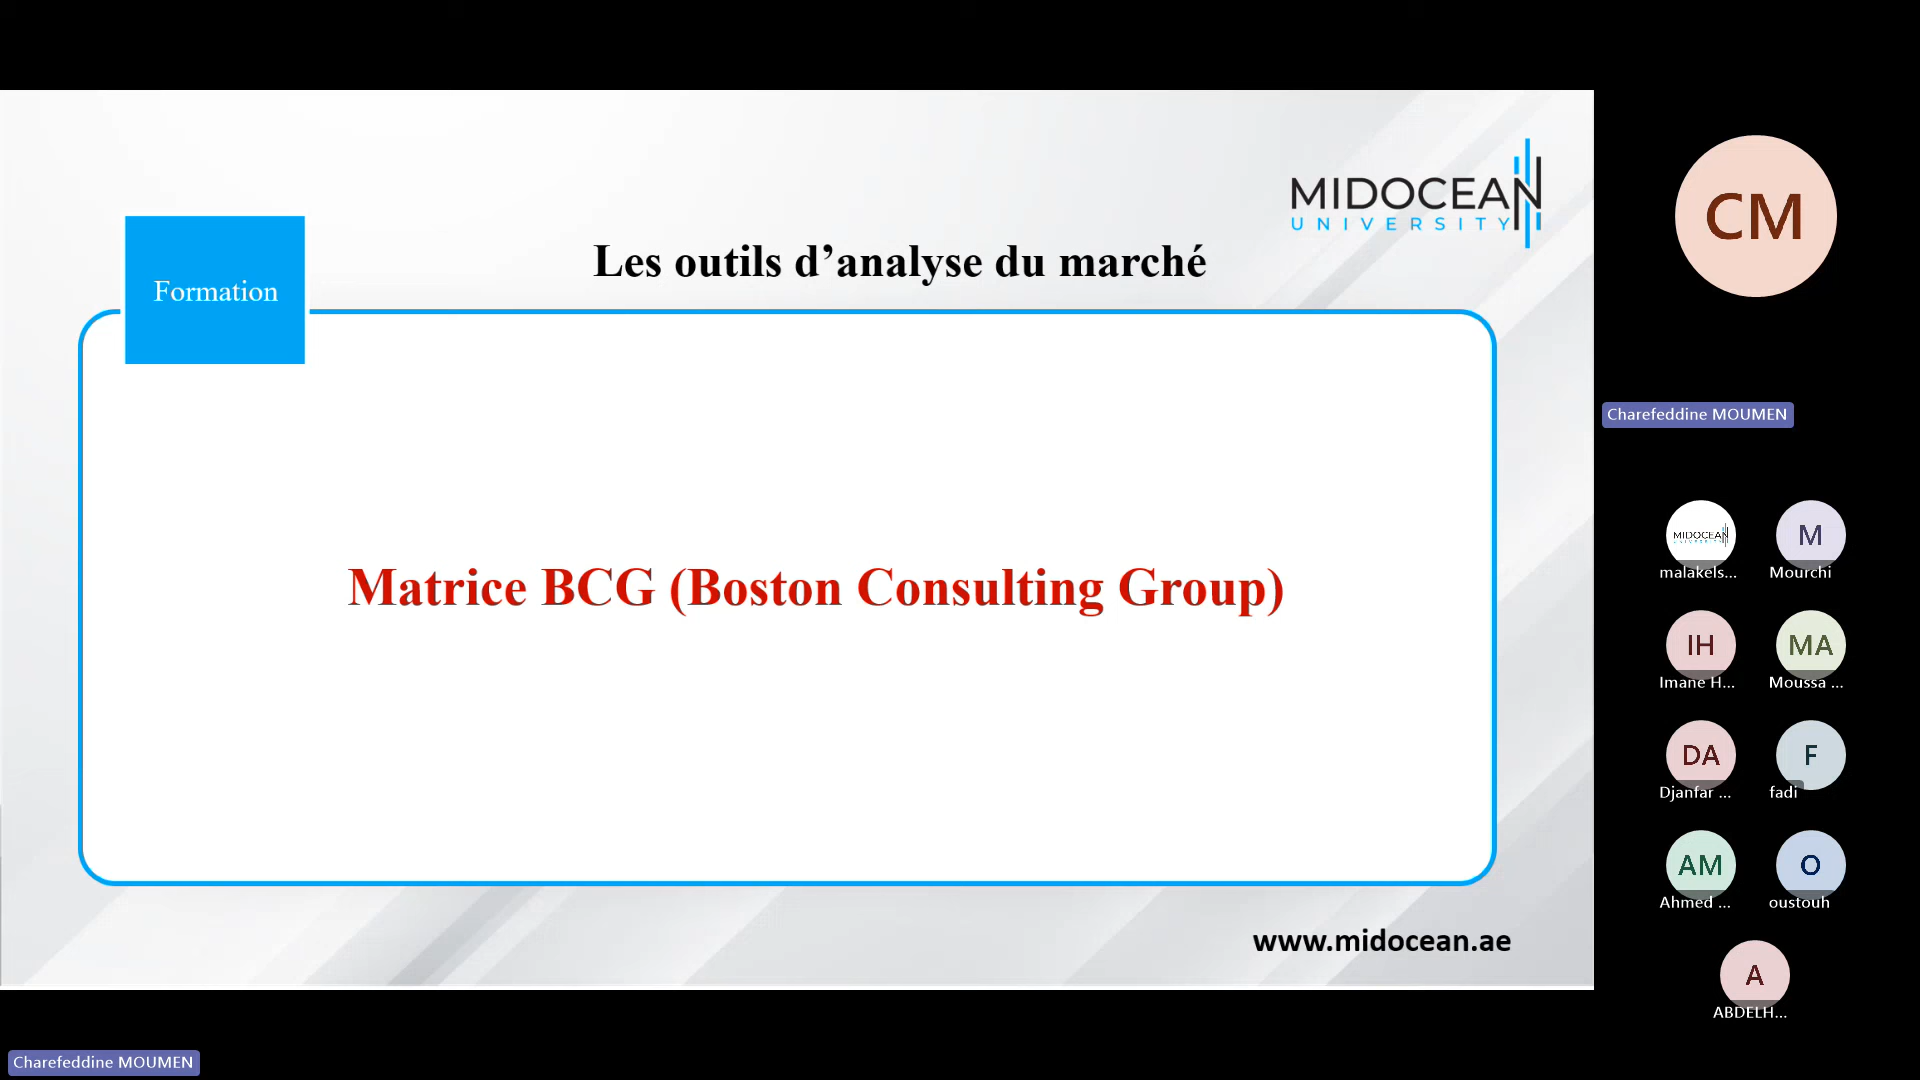 MIDOCEAN
UNIVERSITY
Formation
Les outils d’analyse du marché
Matrice BCG (Boston Consulting Group)
www.midocean.ae
Charefeddine MOUMEN
CM
Charefeddine MOUMEN
MIDOCEAN
malakels...
M
Mourchi
IH
Imane H...
MA
Moussa ...
DA
Djanfar ...
F
fadi
AM
Ahmed ...
O
oustouh
A
ABDELH...